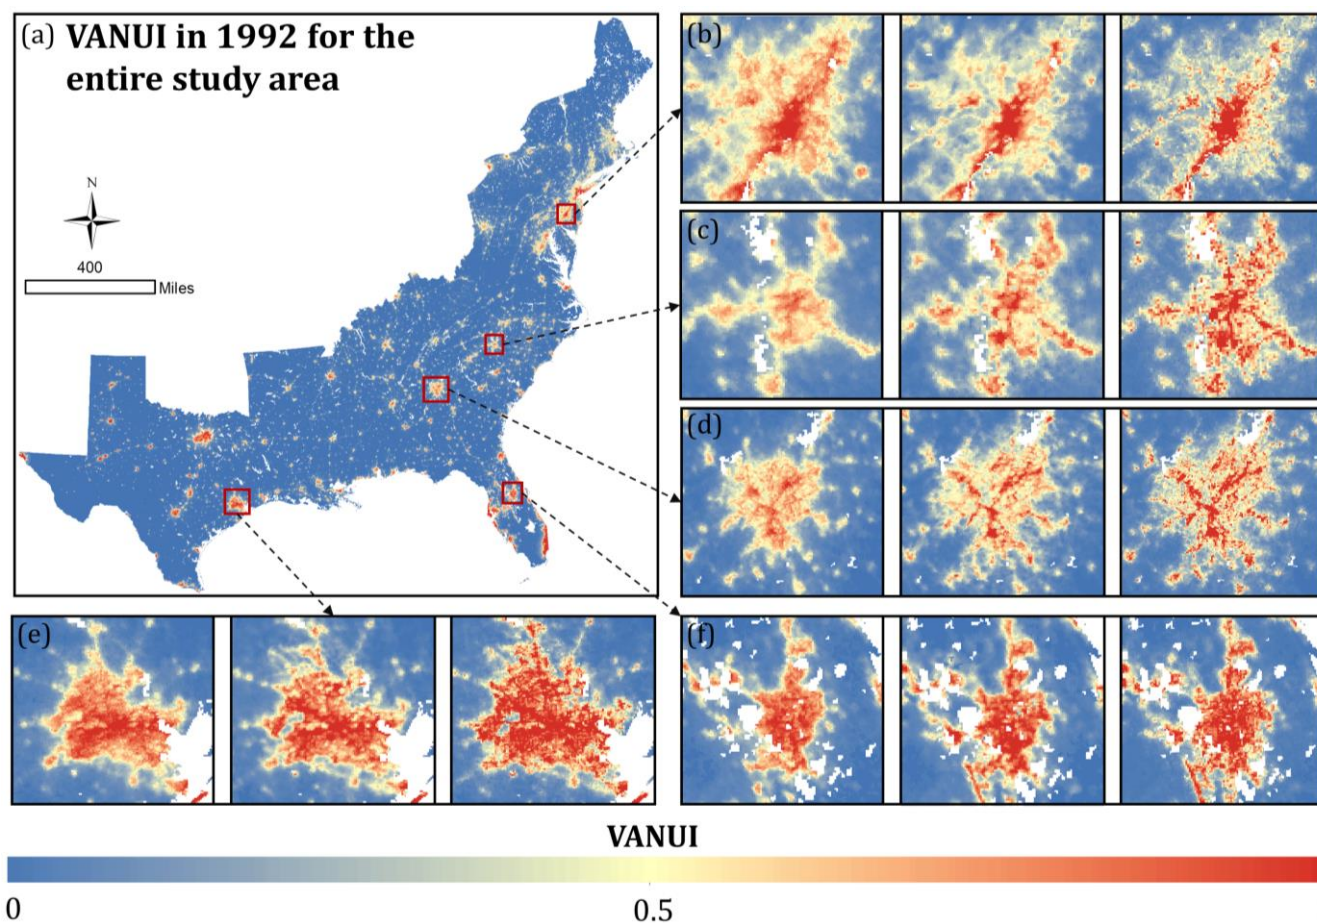 (a) VANUI in 1992 for the
entire study area
N
400
Miles
(b)
(c)
(d)
(e)
(f)
VANUI
0
0.5